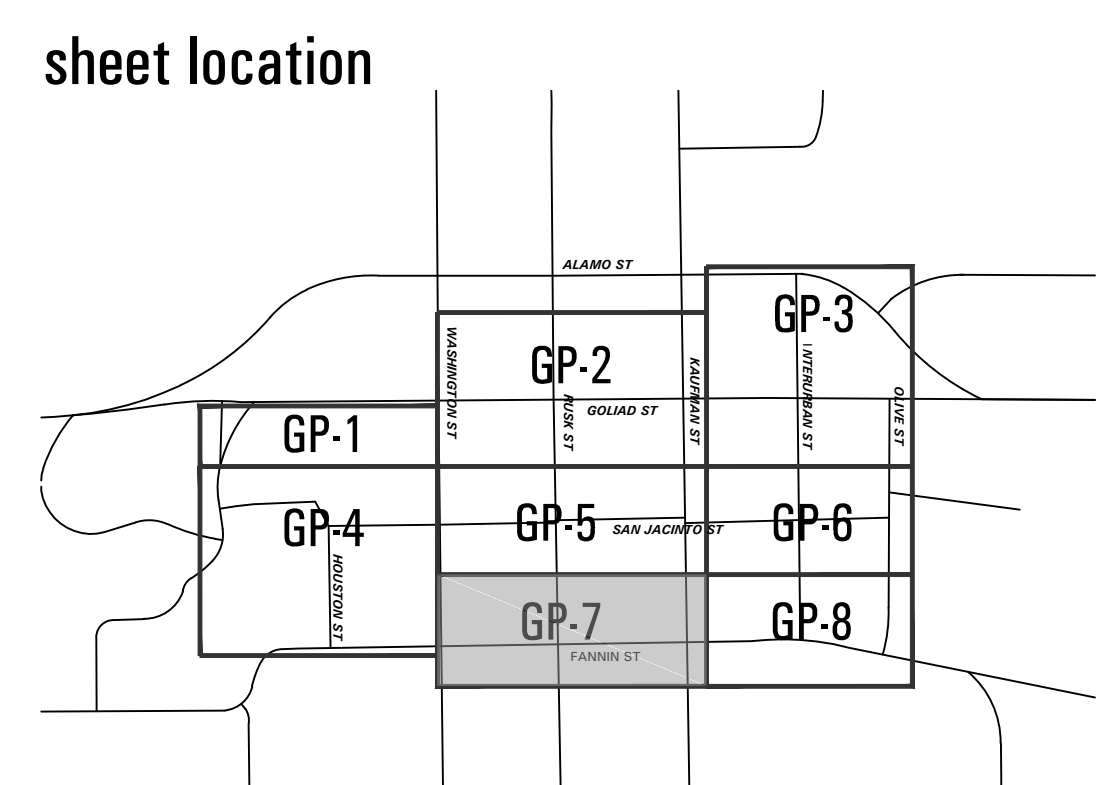 sheet location
ALAMO ST
GP-3
WASHINGTON ST
GP-2
KAUFMAN ST
INTERURBAN ST
OLIVE ST
RUSK ST
GOLIAD ST
GP-1
GP-4
GP-5
SAN JACINTO ST
GP-6
HOUSTON ST
GP-7
GP-8
FANNIN ST